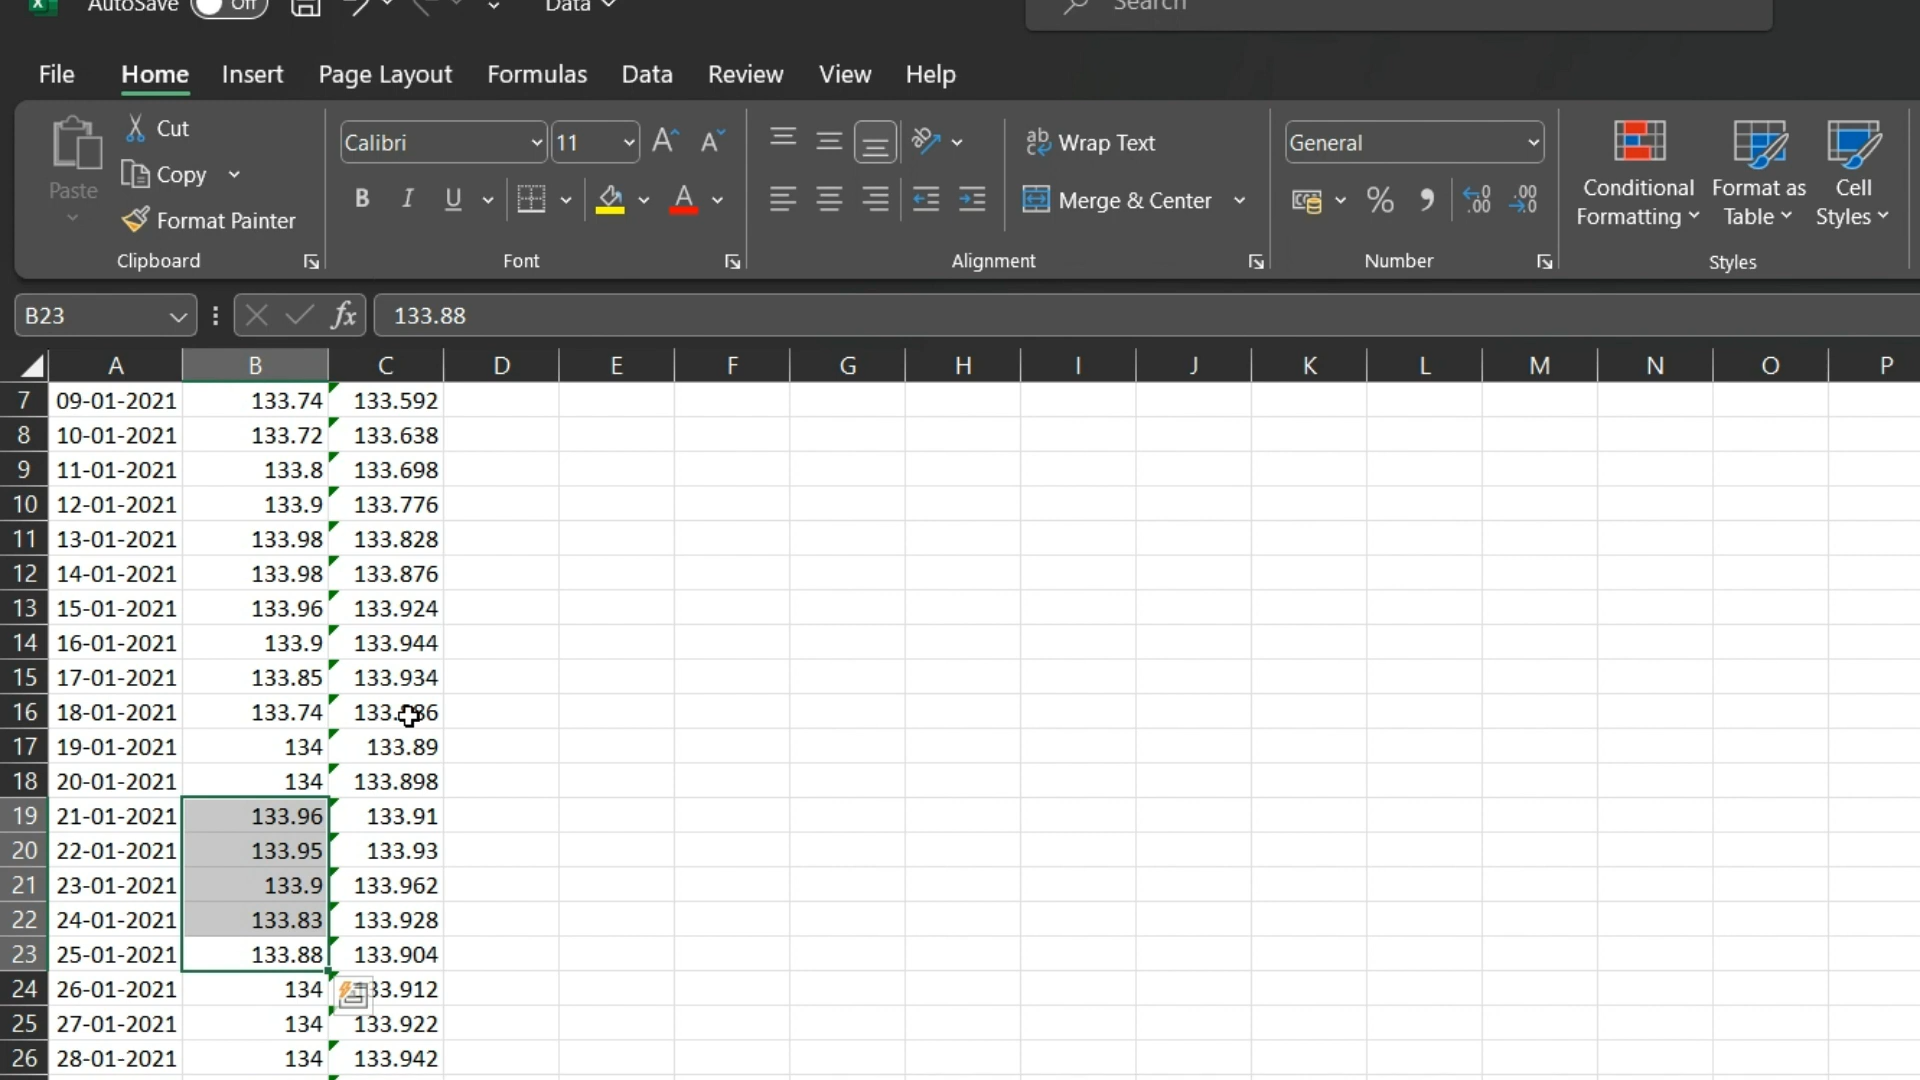 AutoSave Off Data Search
File Home Insert Page Layout Formulas Data Review View Help
Paste Cut Copy Format Painter Clipboard
Calibri 11 B I U A Font
ab Wrap Text Merge & Center Alignment
General % Number
Conditional Formatting Format as Table Cell Styles Styles
B23 fx 133.88
A B C D E F G H I J K L M N O P
7 09-01-2021 133.74 133.592
8 10-01-2021 133.72 133.638
9 11-01-2021 133.8 133.698
10 12-01-2021 133.9 133.776
11 13-01-2021 133.98 133.828
12 14-01-2021 133.98 133.876
13 15-01-2021 133.96 133.924
14 16-01-2021 133.9 133.944
15 17-01-2021 133.85 133.934
16 18-01-2021 133.74
17 19-01-2021 134 133.89
18 20-01-2021 134 133.898
19 21-01-2021 133.96 133.91
20 22-01-2021 133.95 133.93
21 23-01-2021 133.9 133.962
22 24-01-2021 133.83 133.928
23 25-01-2021 133.88 133.904
24 26-01-2021 134
25 27-01-2021 134 133.922
26 28-01-2021 134 133.942